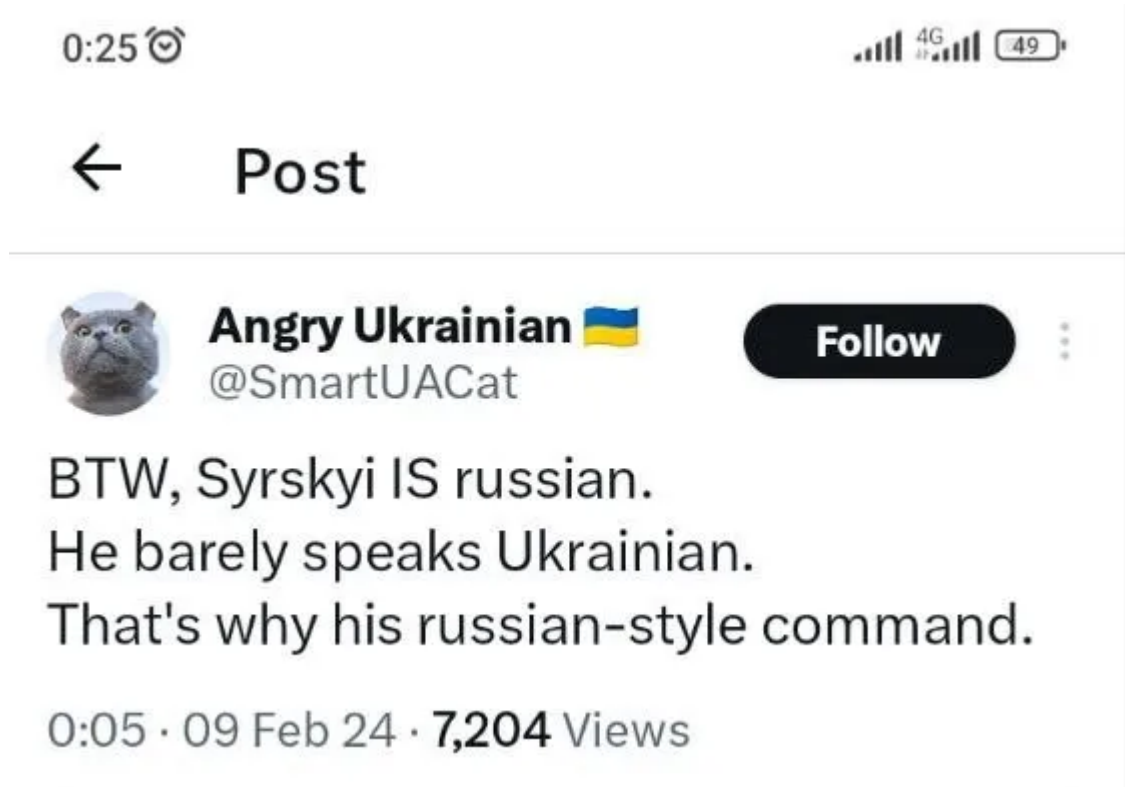 0:25
4G 49
Post
Angry Ukrainian 🇺🇦
Follow
@SmartUACat
BTW, Syrskyi IS russian.
He barely speaks Ukrainian.
That's why his russian-style command.
0:05 · 09 Feb 24 · 7,204 Views